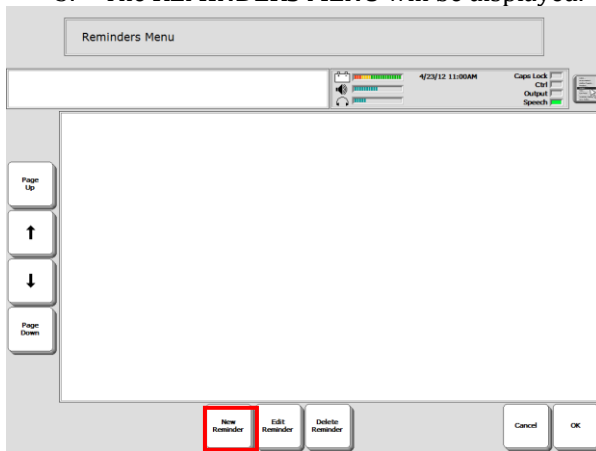 The REMINDERS MENU will be displayed.
Reminders Menu
4/23/12 11:00AM
Caps Lock
Ctrl
Output
Speech
Page
Up
↑
↓
Page
Down
New
Reminder
Edit
Reminder
Delete
Reminder
Cancel
OK